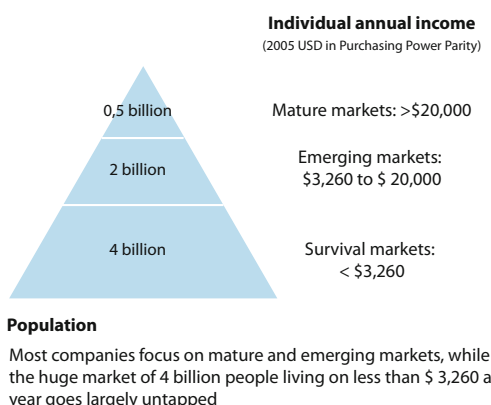 Individual annual income
(2005 USD in Purchasing Power Parity)
0,5 billion
Mature markets: >$20,000
2 billion
Emerging markets:
$3,260 to $ 20,000
4 billion
Survival markets:
< $3,260
Population
Most companies focus on mature and emerging markets, while
the huge market of 4 billion people living on less than $ 3,260 a
year goes largely untapped